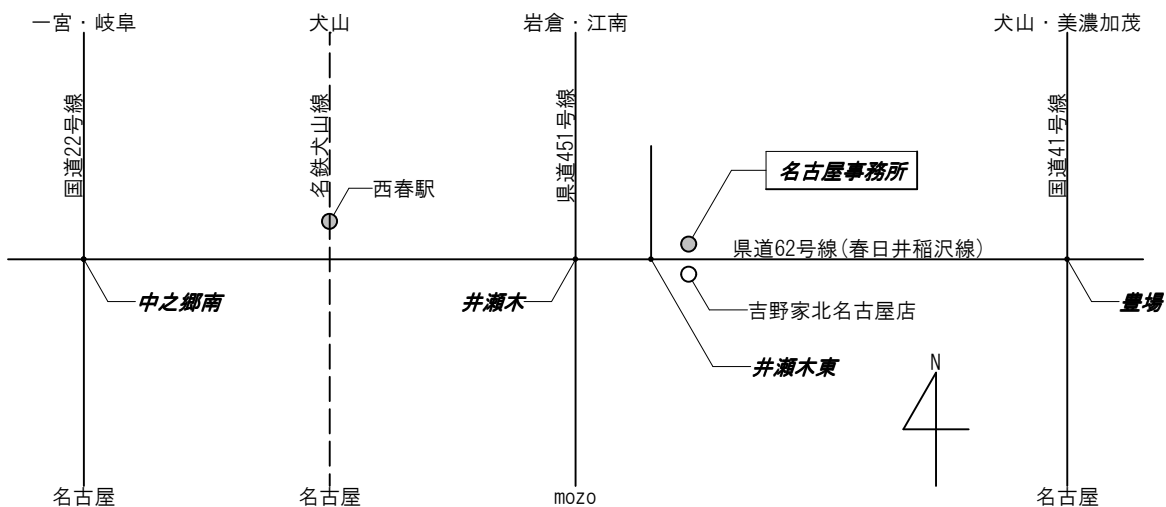 一宮・岐阜
犬山
岩倉・江南
犬山・美濃加茂
国道22号線
名鉄犬山線
県道451号線
国道41号線
名古屋事務所
西春駅
県道62号線(春日井稲沢線)
中之郷南
井瀬木
吉野家北名古屋店
豊場
井瀬木東
N
名古屋
名古屋
mozo
名古屋